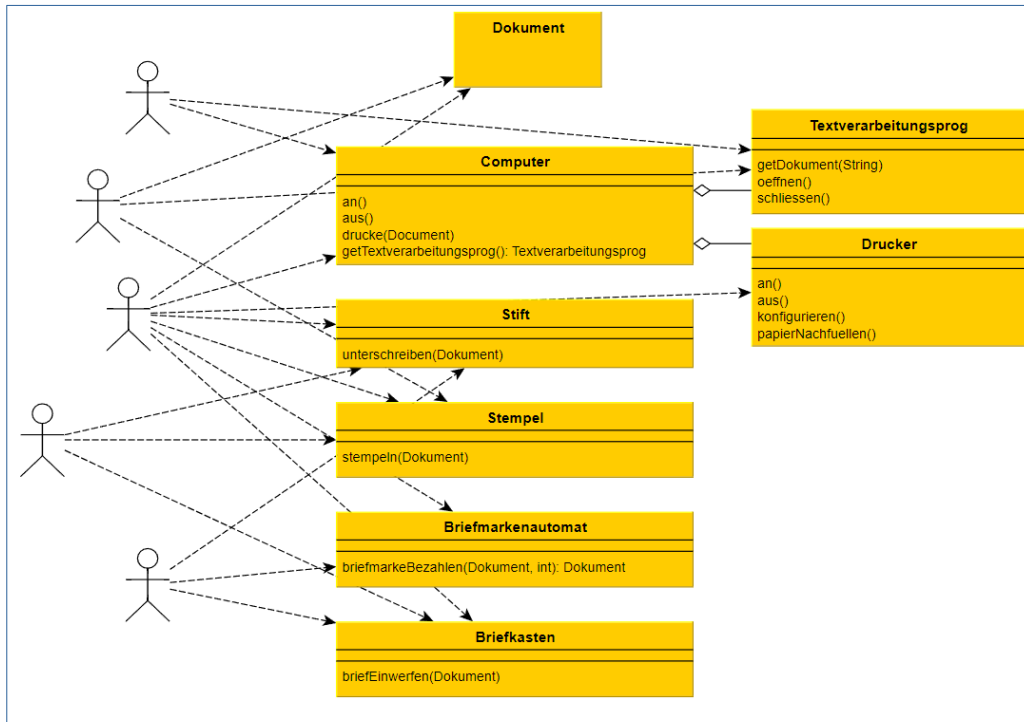 Dokument
Textverarbeitungsprog
getDokument(String)
oeffnen()
schliessen()
Computer
an()
aus()
drucke(Document)
getTextverarbeitungsprog(): Textverarbeitungsprog
Drucker
an()
aus()
konfigurieren()
papierNachfuellen()
Stift
unterschreiben(Dokument)
Stempel
stempeln(Dokument)
Briefmarkenautomat
briefmarkeBezahlen(Dokument, int): Dokument
Briefkasten
briefEinwerfen(Dokument)